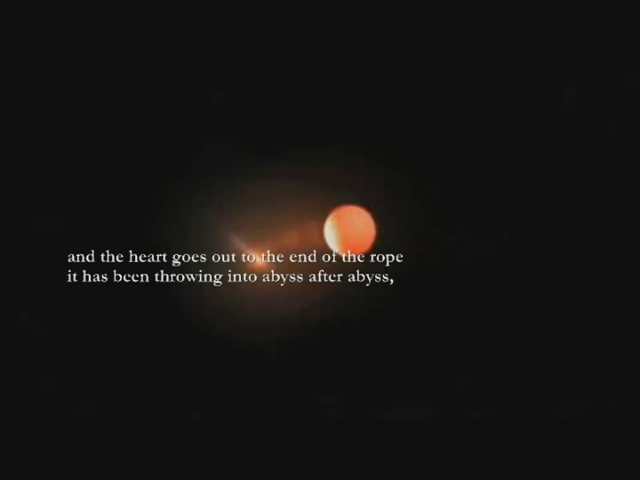 and the heart goes out to the end of the rope
it has been throwing into abyss after abyss,